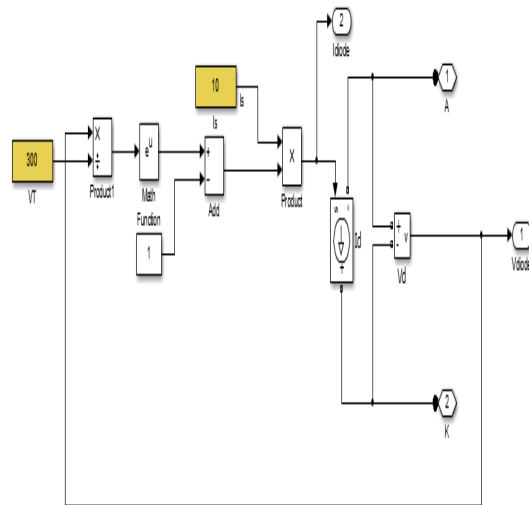 2
Idiode
10
Is
Is
1
A
300
VT
X
÷
Product1
e^u
Math
Function
+
-
Add
X
Product
1
s
-
+
Id
+
-
v
Vd
1
Vdiode
2
K